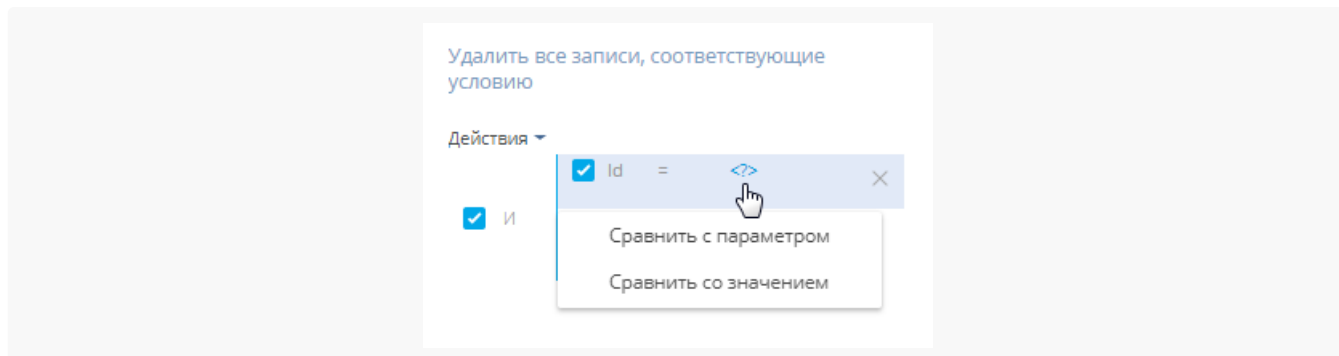 Удалить все записи, соответствующие
условию
Действия
Id = <?>
И
Сравнить с параметром
Сравнить со значением